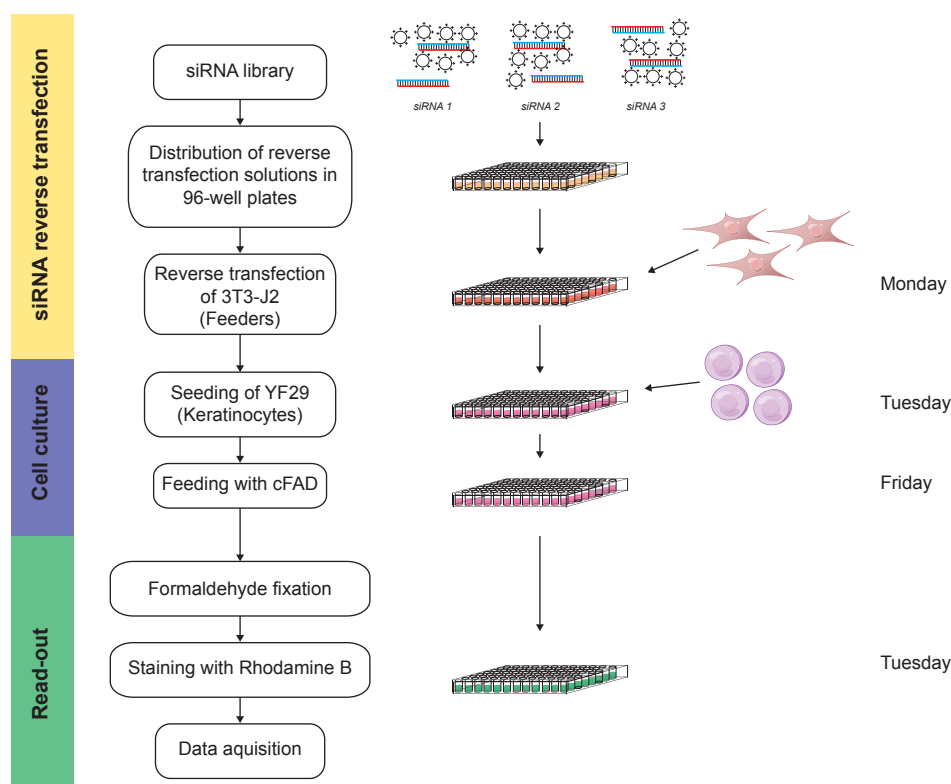 siRNA reverse transfection
Cell culture
Read-out
siRNA library
Distribution of reverse
transfection solutions in
96-well plates
Reverse transfection
of 3T3-J2
(Feeders)
Seeding of YF29
(Keratinocytes)
Feeding with cFAD
Formaldehyde fixation
Staining with Rhodamine B
Data aquisition
siRNA 1
siRNA 2
siRNA 3
Monday
Tuesday
Friday
Tuesday